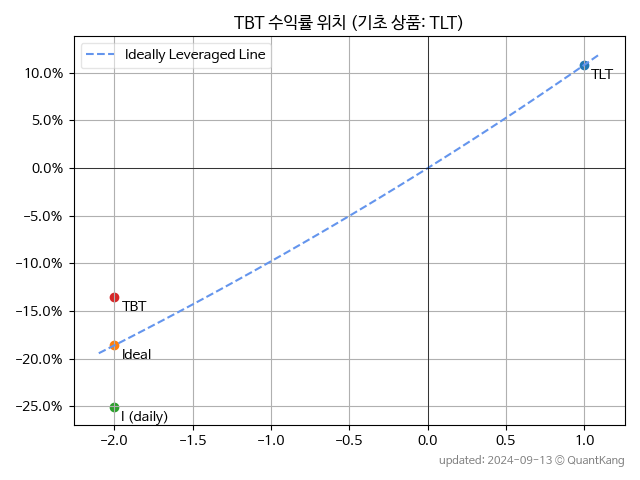 TBT 수익률 위치 (기초 상품: TLT)
Ideally Leveraged Line
10.0%
5.0%
0.0%
−5.0%
−10.0%
−15.0%
−20.0%
−25.0%
TLT
TBT
Ideal
I (daily)
−2.0 −1.5 −1.0 −0.5 0.0 0.5 1.0
updated: 2024-09-13 © QuantKang